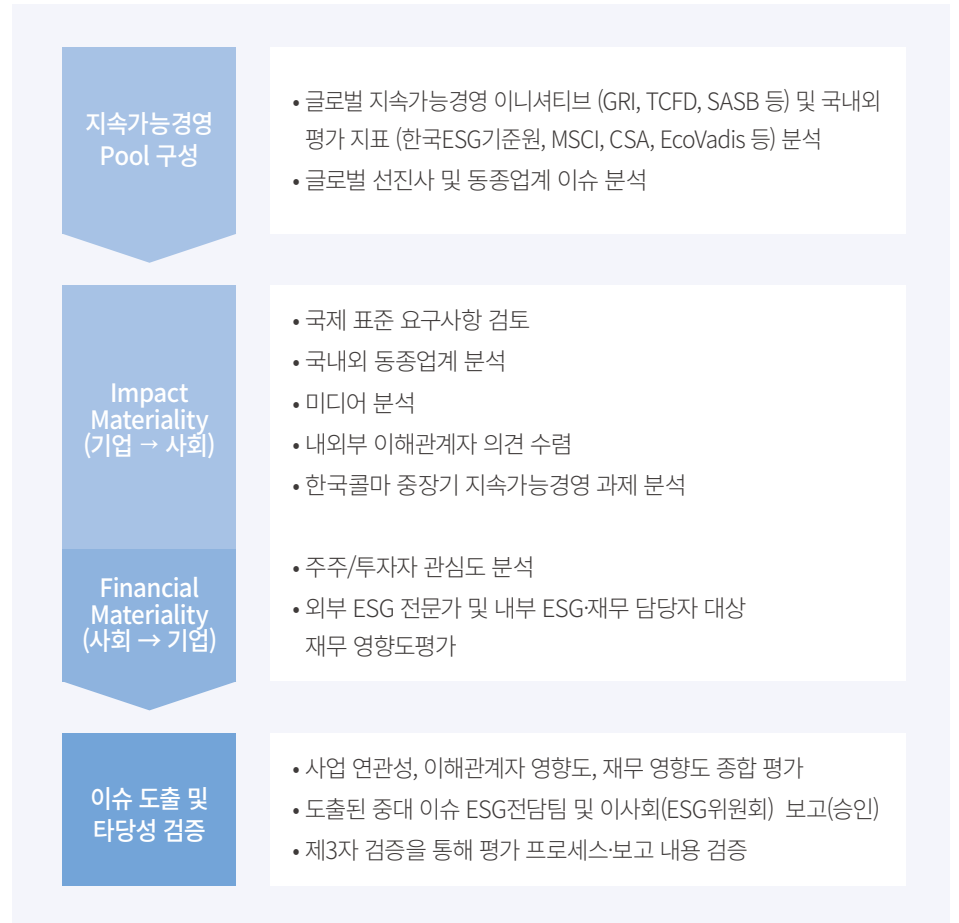 지속가능경영
Pool 구성
• 글로벌 지속가능경영 이니셔티브 (GRI, TCFD, SASB 등) 및 국내외
평가 지표 (한국ESG기준원, MSCI, CSA, EcoVadis 등) 분석
• 글로벌 선진사 및 동종업계 이슈 분석
Impact
Materiality
(기업 → 사회)
• 국제 표준 요구사항 검토
• 국내외 동종업계 분석
• 미디어 분석
• 내외부 이해관계자 의견 수렴
• 한국콜마 중장기 지속가능경영 과제 분석
Financial
Materiality
(사회 → 기업)
• 주주/투자자 관심도 분석
• 외부 ESG 전문가 및 내부 ESG·재무 담당자 대상
재무 영향도평가
이슈 도출 및
타당성 검증
• 사업 연관성, 이해관계자 영향도, 재무 영향도 종합 평가
• 도출된 중대 이슈 ESG전담팀 및 이사회(ESG위원회) 보고(승인)
• 제3자 검증을 통해 평가 프로세스·보고 내용 검증